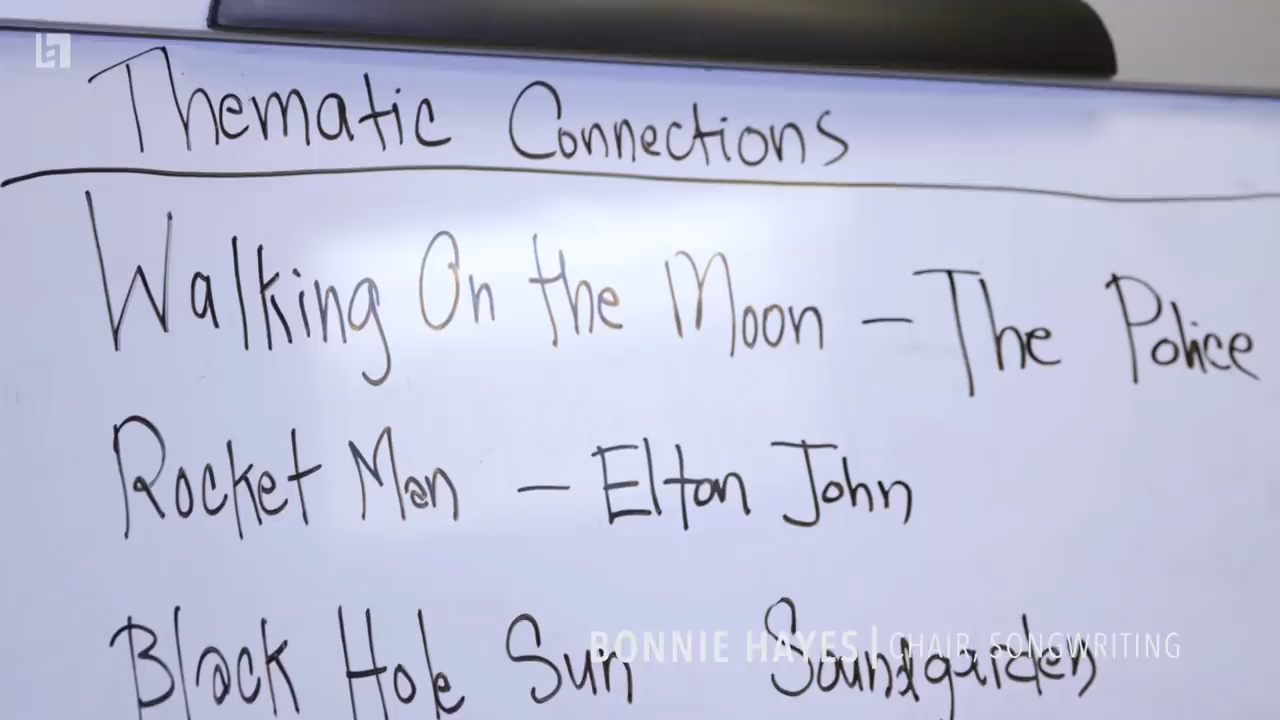 Thematic Connections
Walking On the Moon – The Police
Rocket Man – Elton John
Black Hole Sun Soundgarden
BONNIE HAYES | CHAIR, SONGWRITING